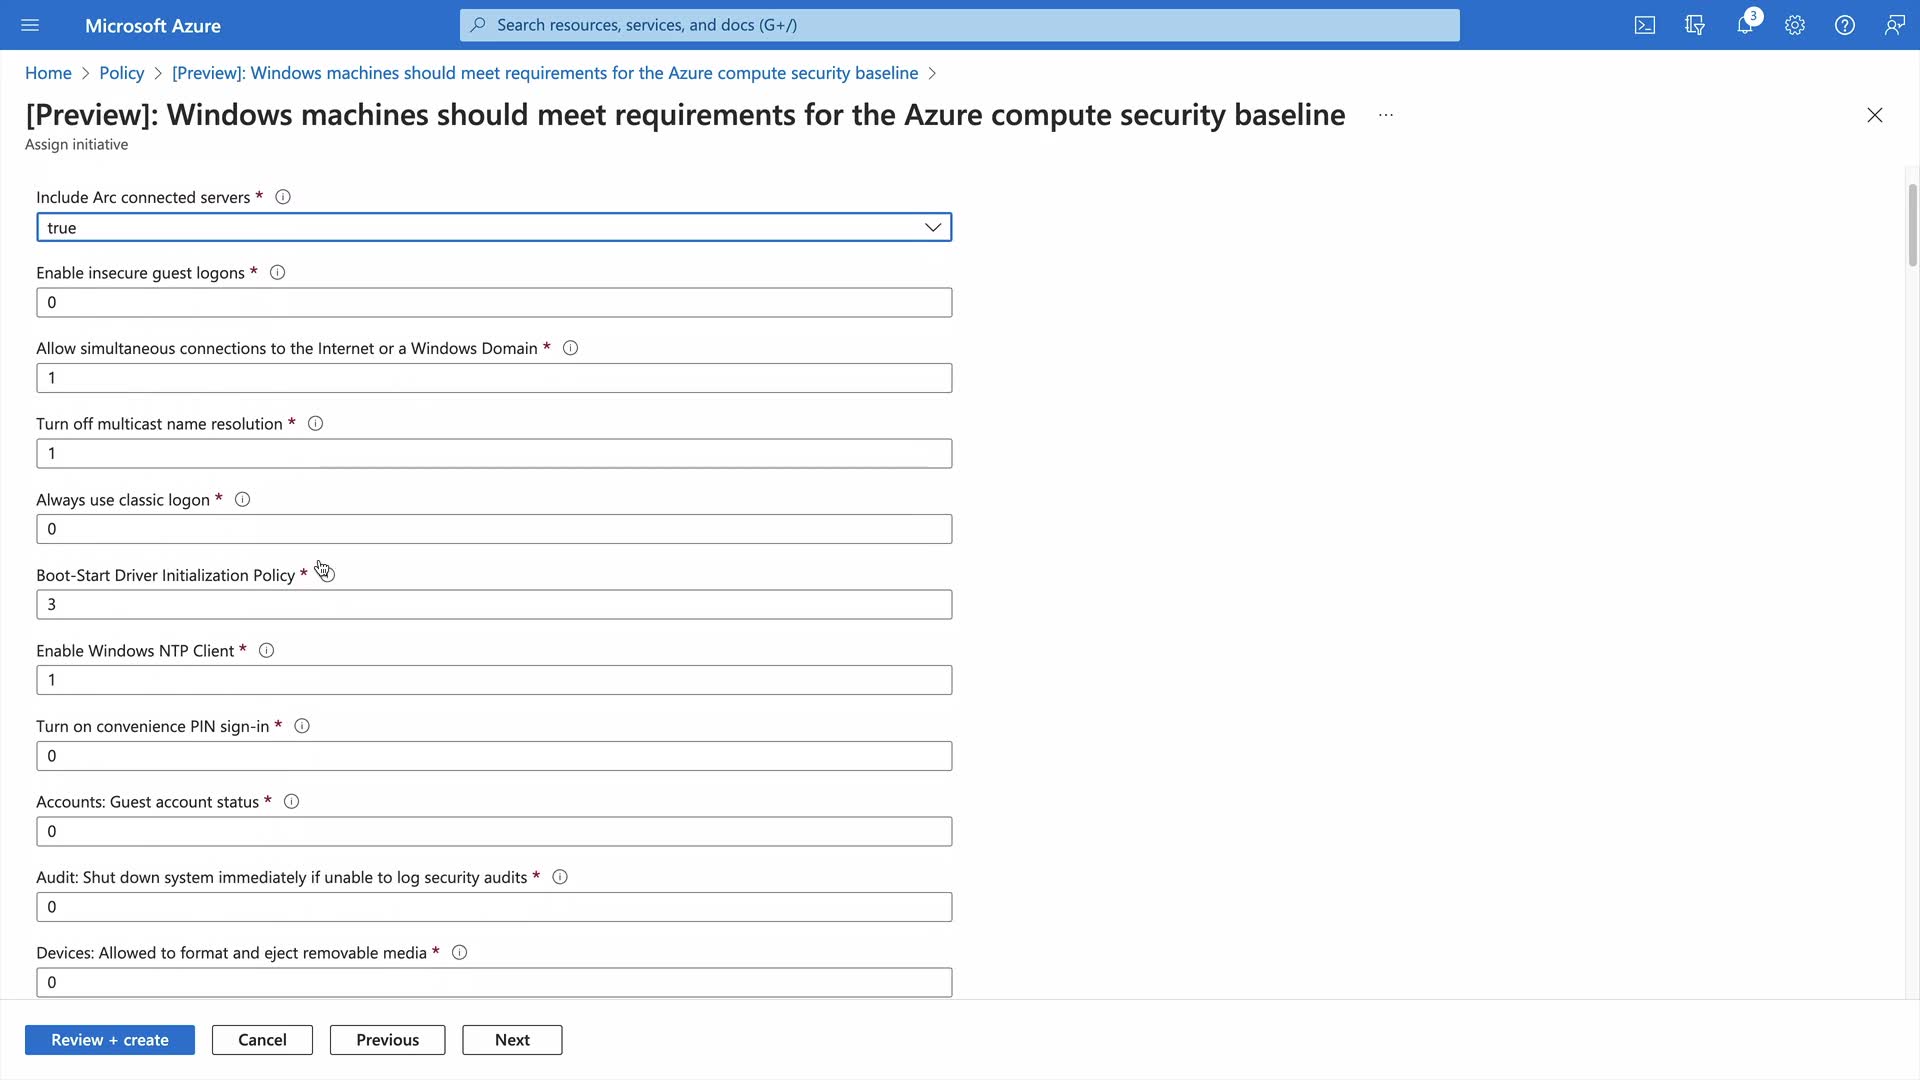 Microsoft Azure
Search resources, services, and docs (G+/)
3
Home > Policy > [Preview]: Windows machines should meet requirements for the Azure compute security baseline >
[Preview]: Windows machines should meet requirements for the Azure compute security baseline ...
Assign initiative
Include Arc connected servers *
true
Enable insecure guest logons *
0
Allow simultaneous connections to the Internet or a Windows Domain *
1
Turn off multicast name resolution *
1
Always use classic logon *
0
Boot-Start Driver Initialization Policy *
3
Enable Windows NTP Client *
1
Turn on convenience PIN sign-in *
0
Accounts: Guest account status *
0
Audit: Shut down system immediately if unable to log security audits *
0
Devices: Allowed to format and eject removable media *
0
Review + create
Cancel
Previous
Next